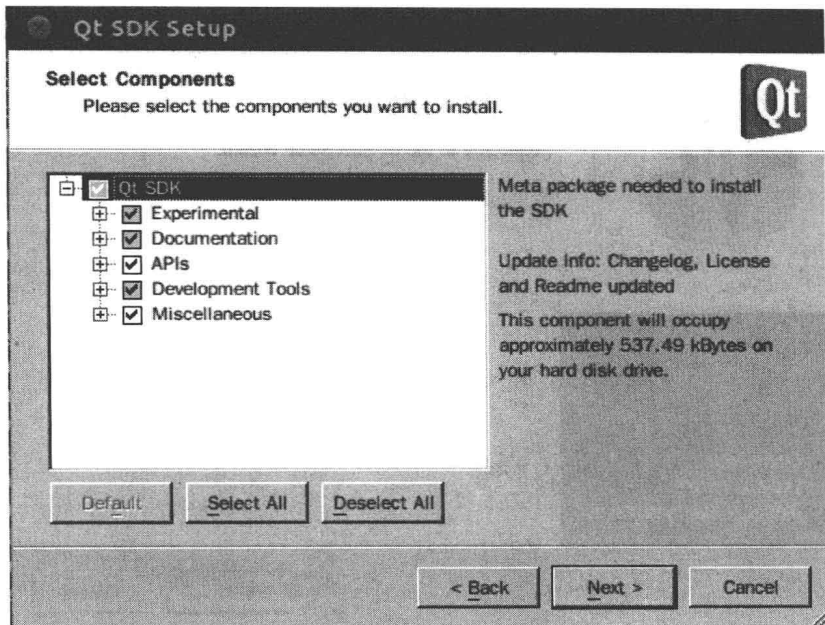 Qt SDK Setup
Select Components
Please select the components you want to install.
Qt
Qt SDK
Experimental
Documentation
APIs
Development Tools
Miscellaneous
Meta package needed to install
the SDK
Update Info: Changelog, License
and Readme updated
This component will occupy
approximately 537.49 kBytes on
your hard disk drive.
Default
Select All
Deselect All
< Back
Next >
Cancel